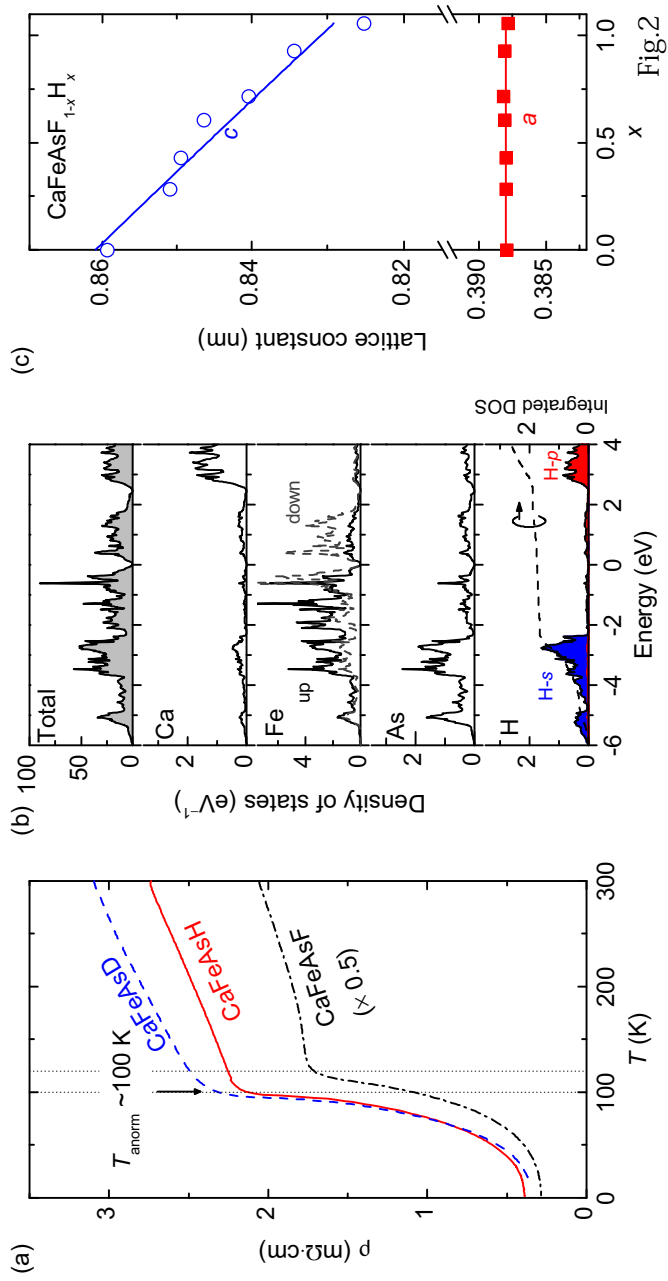 (a)
CaFeAsD
CaFeAsH
CaFeAsF
(× 0.5)
T_anorm ~100 K
ρ (mΩ·cm)
3
2
1
0
0
100
200
300
T (K)
(b)
Total
100
50
0
Ca
4
2
0
Fe
up
down
8
4
0
As
4
2
0
H
H-s
H-p
2
0
2
0
Density of states (eV⁻¹)
Integrated DOS
-6
-4
-2
0
2
4
Energy (eV)
(c)
CaFeAsF₁₋ₓHₓ
c
a
Lattice constant (nm)
0.86
0.84
0.82
0.390
0.385
0.0
0.5
1.0
x
Fig.2